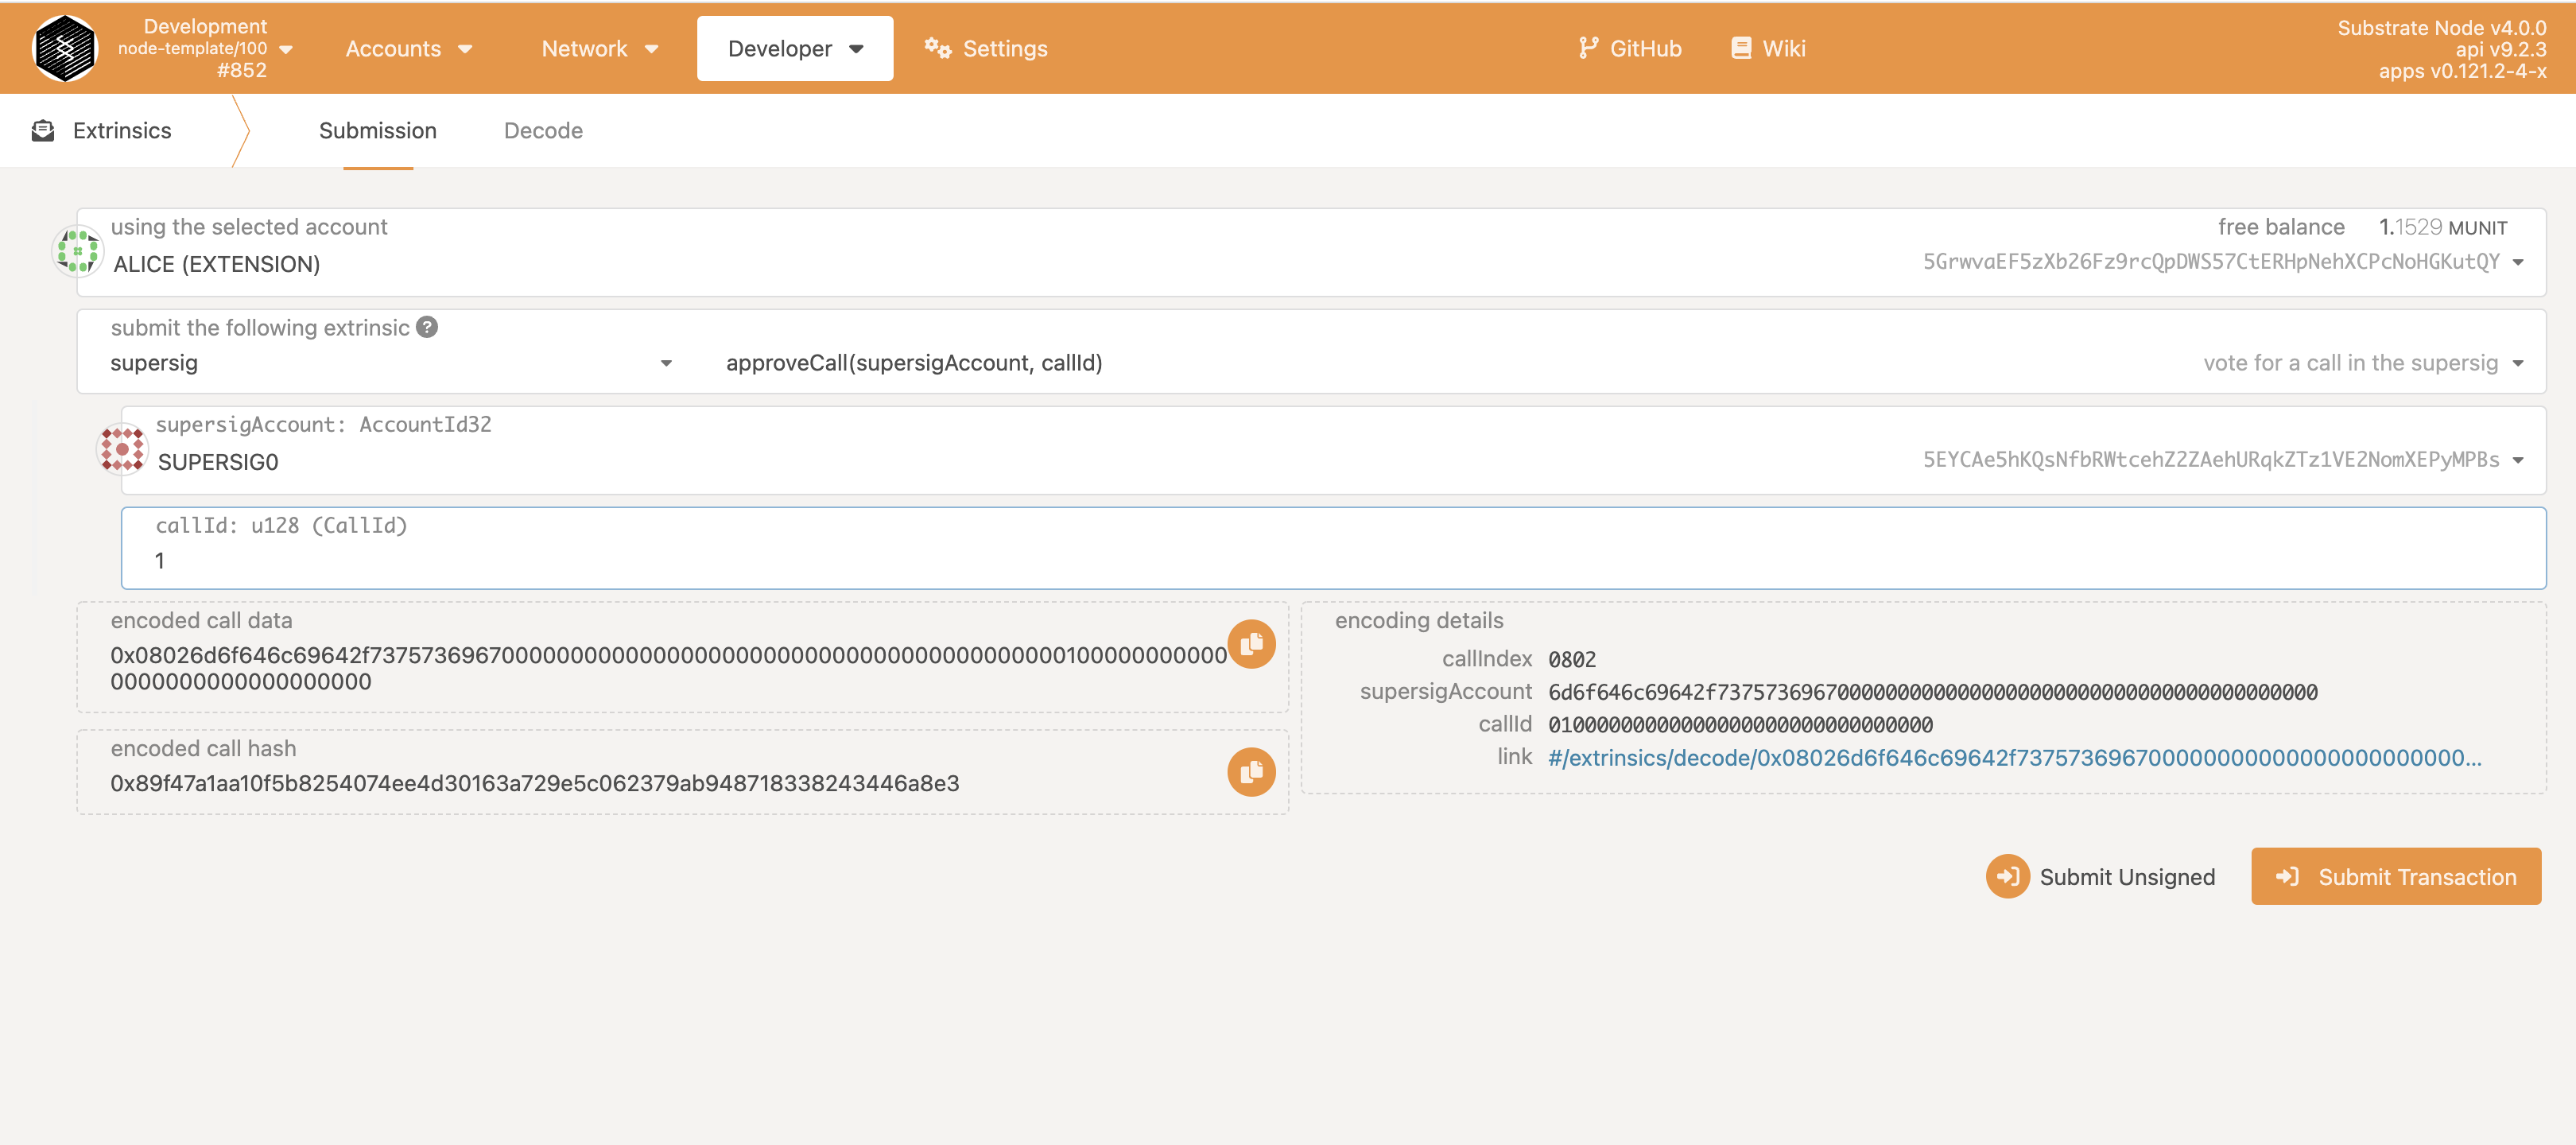 Development
node-template/100
#852
Accounts
Network
Developer
Settings
GitHub
Wiki
Substrate Node v4.0.0
api v9.2.3
apps v0.121.2-4-x
Extrinsics
Submission
Decode
using the selected account
free balance 1.1529 MUNIT
ALICE (EXTENSION)
5GrwvaEF5zXb26Fz9rcQpDWS57CtERHpNehXCPcNoHGKutQY
submit the following extrinsic ?
supersig
approveCall(supersigAccount, callId)
vote for a call in the supersig
supersigAccount: AccountId32
SUPERSIG0
5EYCAe5hKQsNfbRWtcehZ2ZAehURqkZTz1VE2NomXEPyMPBs
callId: u128 (CallId)
1
encoded call data
0x08026d6f646c69642f73757369670000000000000000000000000000000000000000000100000000000
0000000000000000000
encoded call hash
0x89f47a1aa10f5b8254074ee4d30163a729e5c062379ab948718338243446a8e3
encoding details
callIndex 0802
supersigAccount 6d6f646c69642f73757369670000000000000000000000000000000000000000
callId 01000000000000000000000000000000
link #/extrinsics/decode/0x08026d6f646c69642f7375736967000000000000000000000000...
Submit Unsigned
Submit Transaction